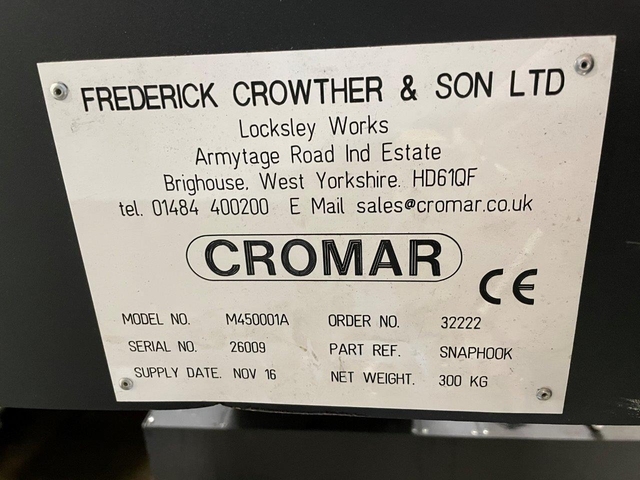 FREDERICK CROWTHER & SON LTD
Locksley Works
Armytage Road Ind Estate
Brighouse, West Yorkshire. HD61QF
tel. 01484 400200 E Mail sales@cromar.co.uk
CROMAR
CE
MODEL NO. M450001A ORDER NO. 32222
SERIAL NO. 26009 PART REF. SNAPHOOK
SUPPLY DATE. NOV 16 NET WEIGHT. 300 KG